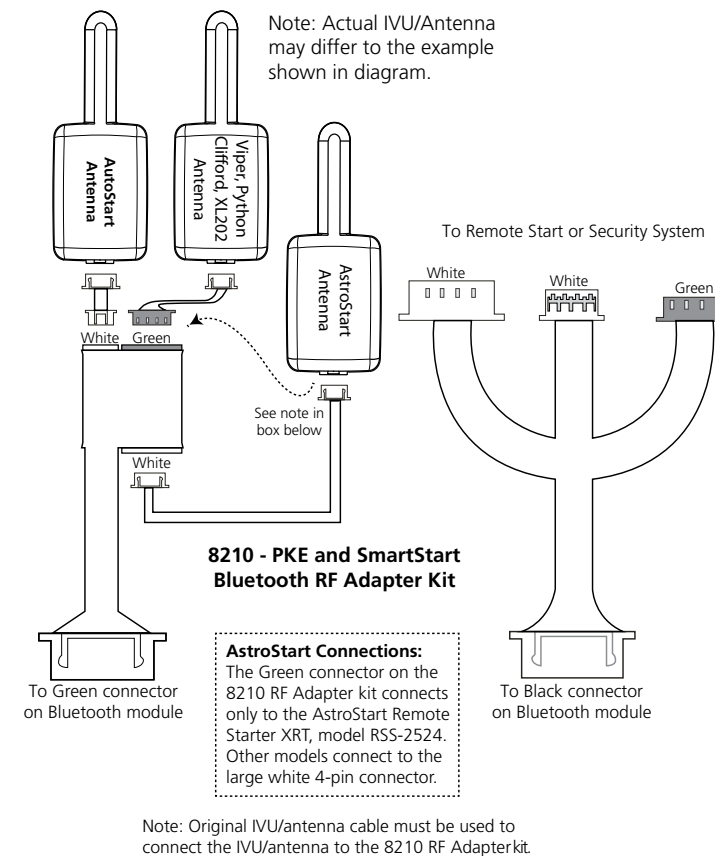 Note: Actual IVU/Antenna
may differ to the example
shown in diagram.
AutoStart
Antenna
Viper, Python
Clifford, XL202
Antenna
AstroStart
Antenna
To Remote Start or Security System
White
White
Green
White
Green
See note in
box below
White
8210 - PKE and SmartStart
Bluetooth RF Adapter Kit
AstroStart Connections:
The Green connector on the
8210 RF Adapter kit connects
only to the AstroStart Remote
Starter XRT, model RSS-2524.
Other models connect to the
large white 4-pin connector.
To Green connector
on Bluetooth module
To Black connector
on Bluetooth module
Note: Original IVU/antenna cable must be used to
connect the IVU/antenna to the 8210 RF Adapterkit.